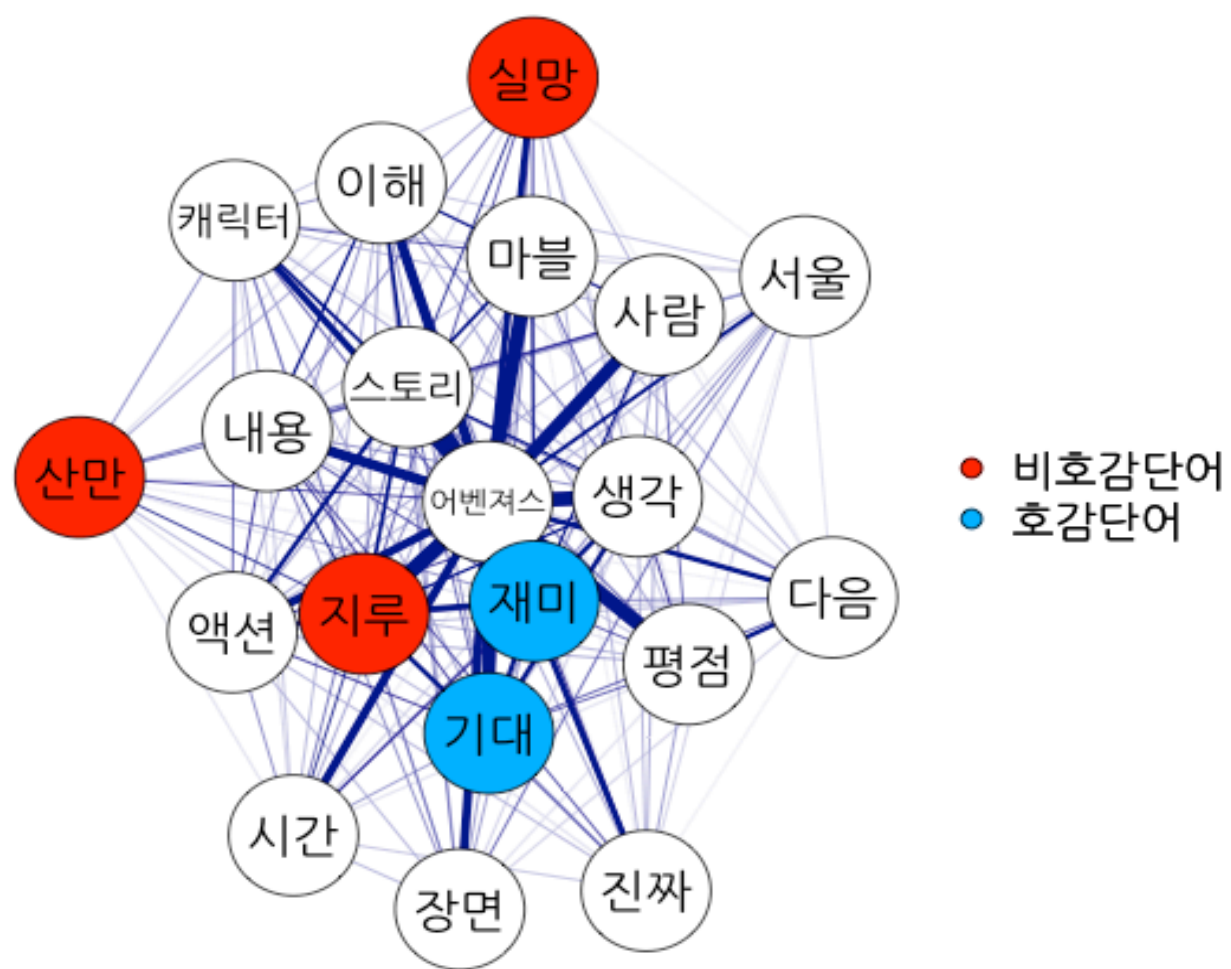 실망
이해
캐릭터
마블
서울
사람
스토리
내용
산만
어벤져스
생각
비호감단어
호감단어
재미
다음
지루
액션
평점
기대
시간
진짜
장면